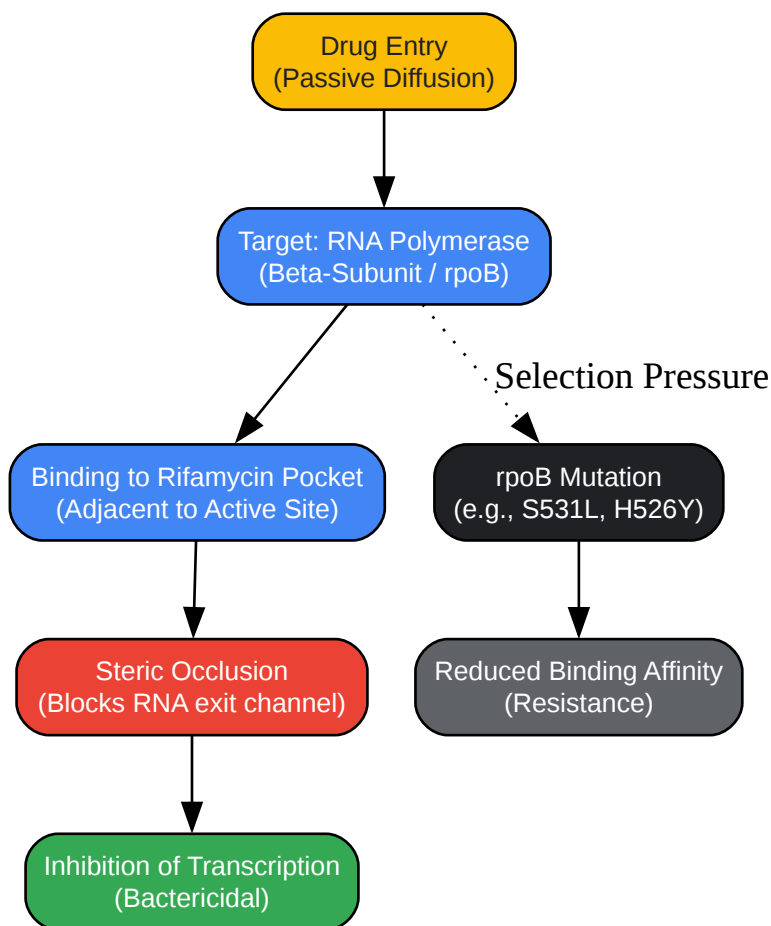 Drug Entry
(Passive Diffusion)
Target: RNA Polymerase
(Beta-Subunit / rpoB)
Selection Pressure
Binding to Rifamycin Pocket
(Adjacent to Active Site)
rpoB Mutation
(e.g., S531L, H526Y)
Steric Occlusion
(Blocks RNA exit channel)
Reduced Binding Affinity
(Resistance)
Inhibition of Transcription
(Bactericidal)